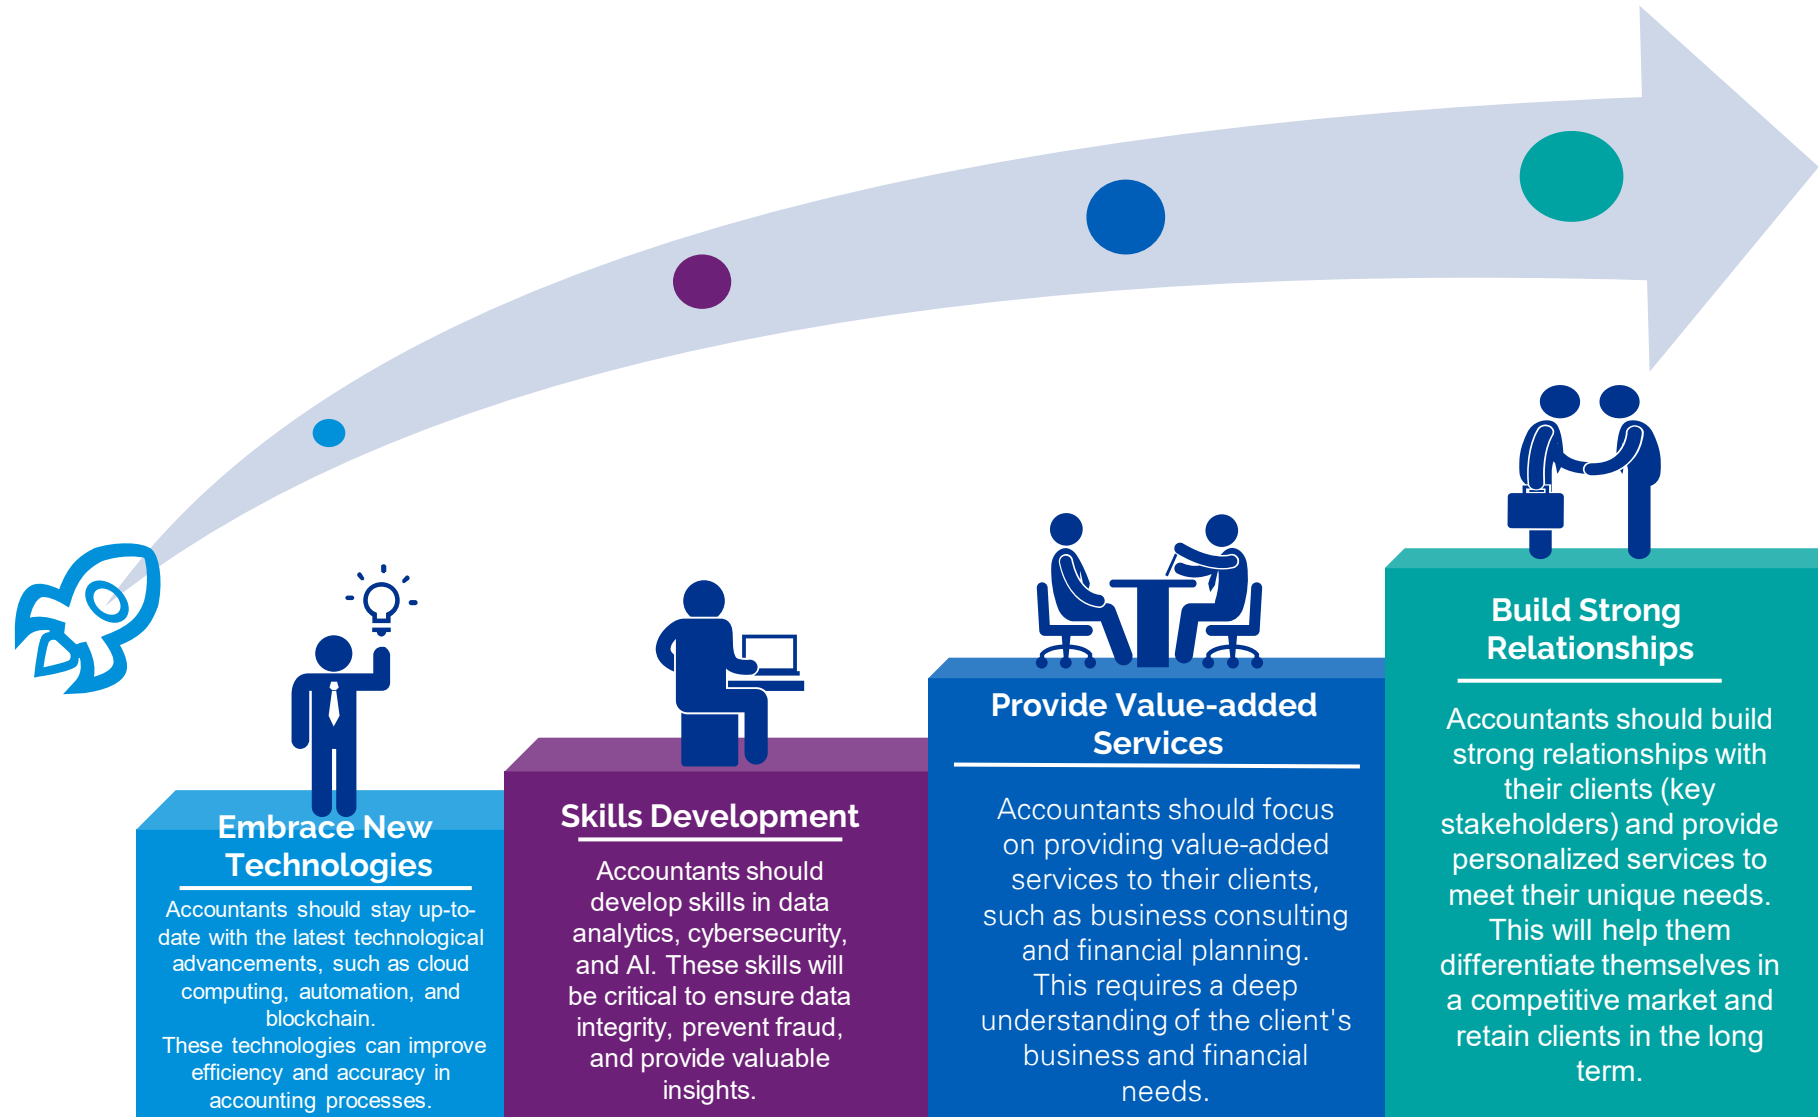 Embrace New
Technologies
Accountants should stay up-to-
date with the latest technological
advancements, such as cloud
computing, automation, and
blockchain.
These technologies can improve
efficiency and accuracy in
accounting processes.
Skills Development
Accountants should
develop skills in data
analytics, cybersecurity,
and AI. These skills will
be critical to ensure data
integrity, prevent fraud,
and provide valuable
insights.
Provide Value-added
Services
Accountants should focus
on providing value-added
services to their clients,
such as business consulting
and financial planning.
This requires a deep
understanding of the client's
business and financial
needs.
Build Strong
Relationships
Accountants should build
strong relationships with
their clients (key
stakeholders) and provide
personalized services to
meet their unique needs.
This will help them
differentiate themselves in
a competitive market and
retain clients in the long
term.